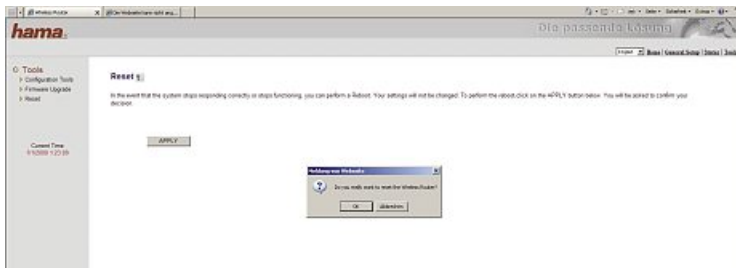 Wireless Router
hama.
Die passende Lösung
Logout Home | General Setup | Status | Tools
Tools
Configuration Tools
Firmware Upgrade
Reset
Current Time
Reset
In the event that the system stops responding correctly or stops functioning, you can perform a Reboot. Your settings will not be changed. To perform the reboot click on the APPLY button below. You will be asked to confirm your
decision.
APPLY
Meldung von Webseite
Do you really want to reset the Wireless Router?
OK
Abbrechen